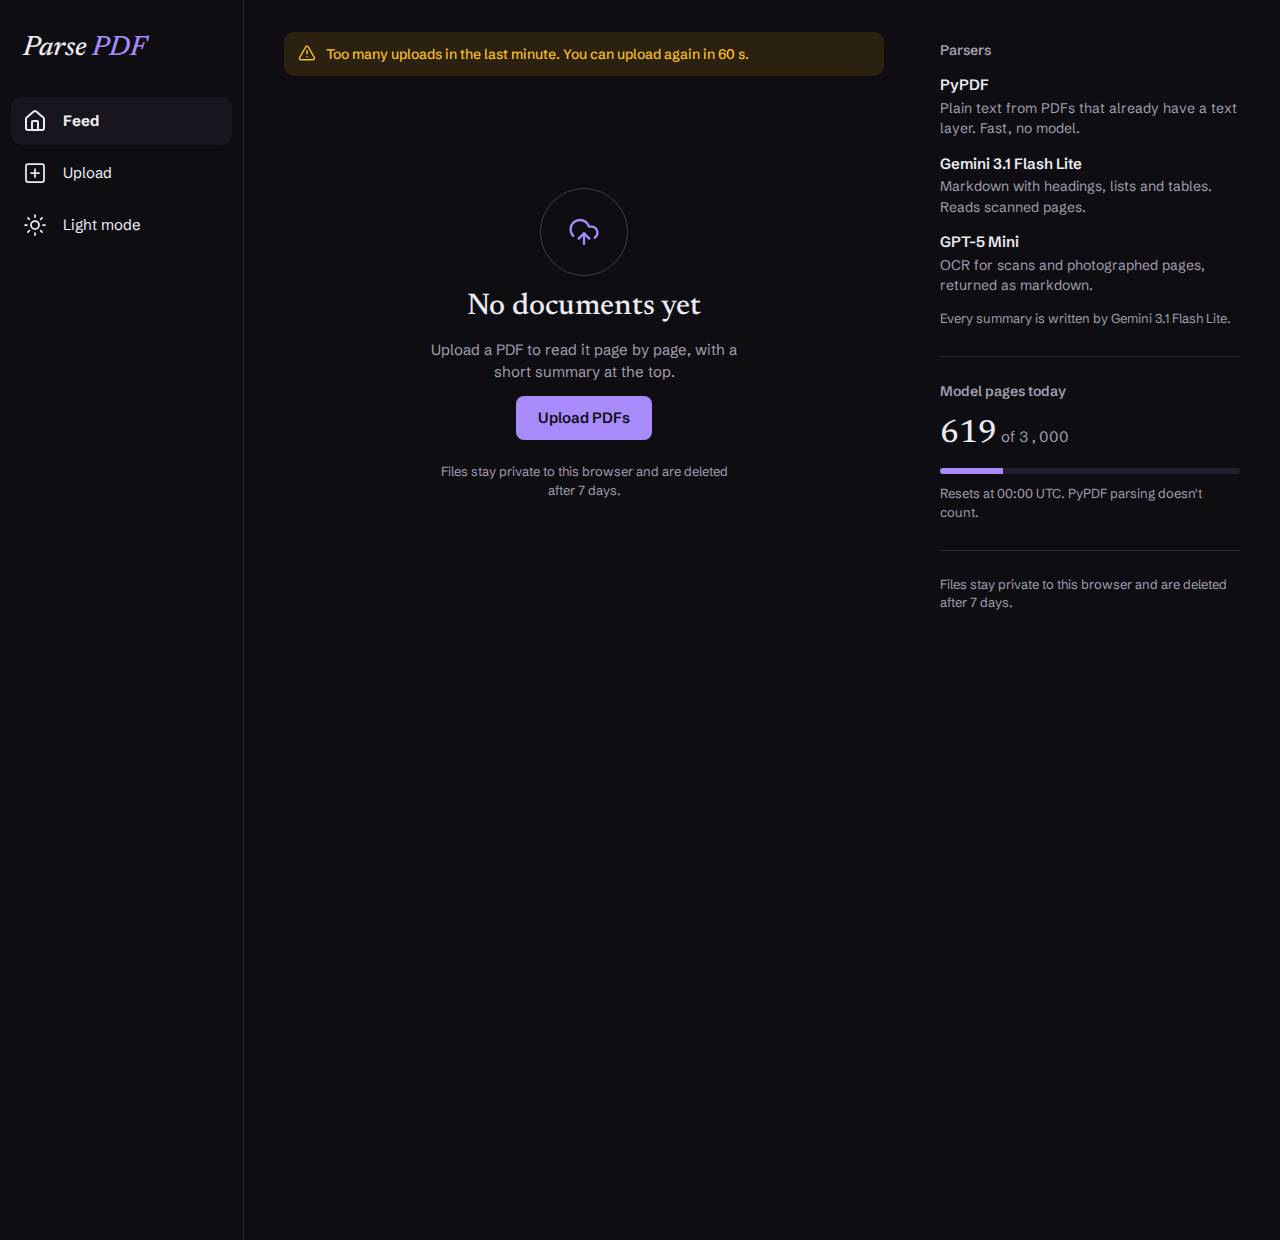 Parse PDF
Feed
Upload
Light mode
Too many uploads in the last minute. You can upload again in 60 s.
No documents yet
Upload a PDF to read it page by page, with a
short summary at the top.
Upload PDFs
Files stay private to this browser and are deleted
after 7 days.
Parsers
PyPDF
Plain text from PDFs that already have a text
layer. Fast, no model.
Gemini 3.1 Flash Lite
Markdown with headings, lists and tables.
Reads scanned pages.
GPT-5 Mini
OCR for scans and photographed pages,
returned as markdown.
Every summary is written by Gemini 3.1 Flash Lite.
Model pages today
619 of 3,000
Resets at 00:00 UTC. PyPDF parsing doesn't
count.
Files stay private to this browser and are deleted
after 7 days.